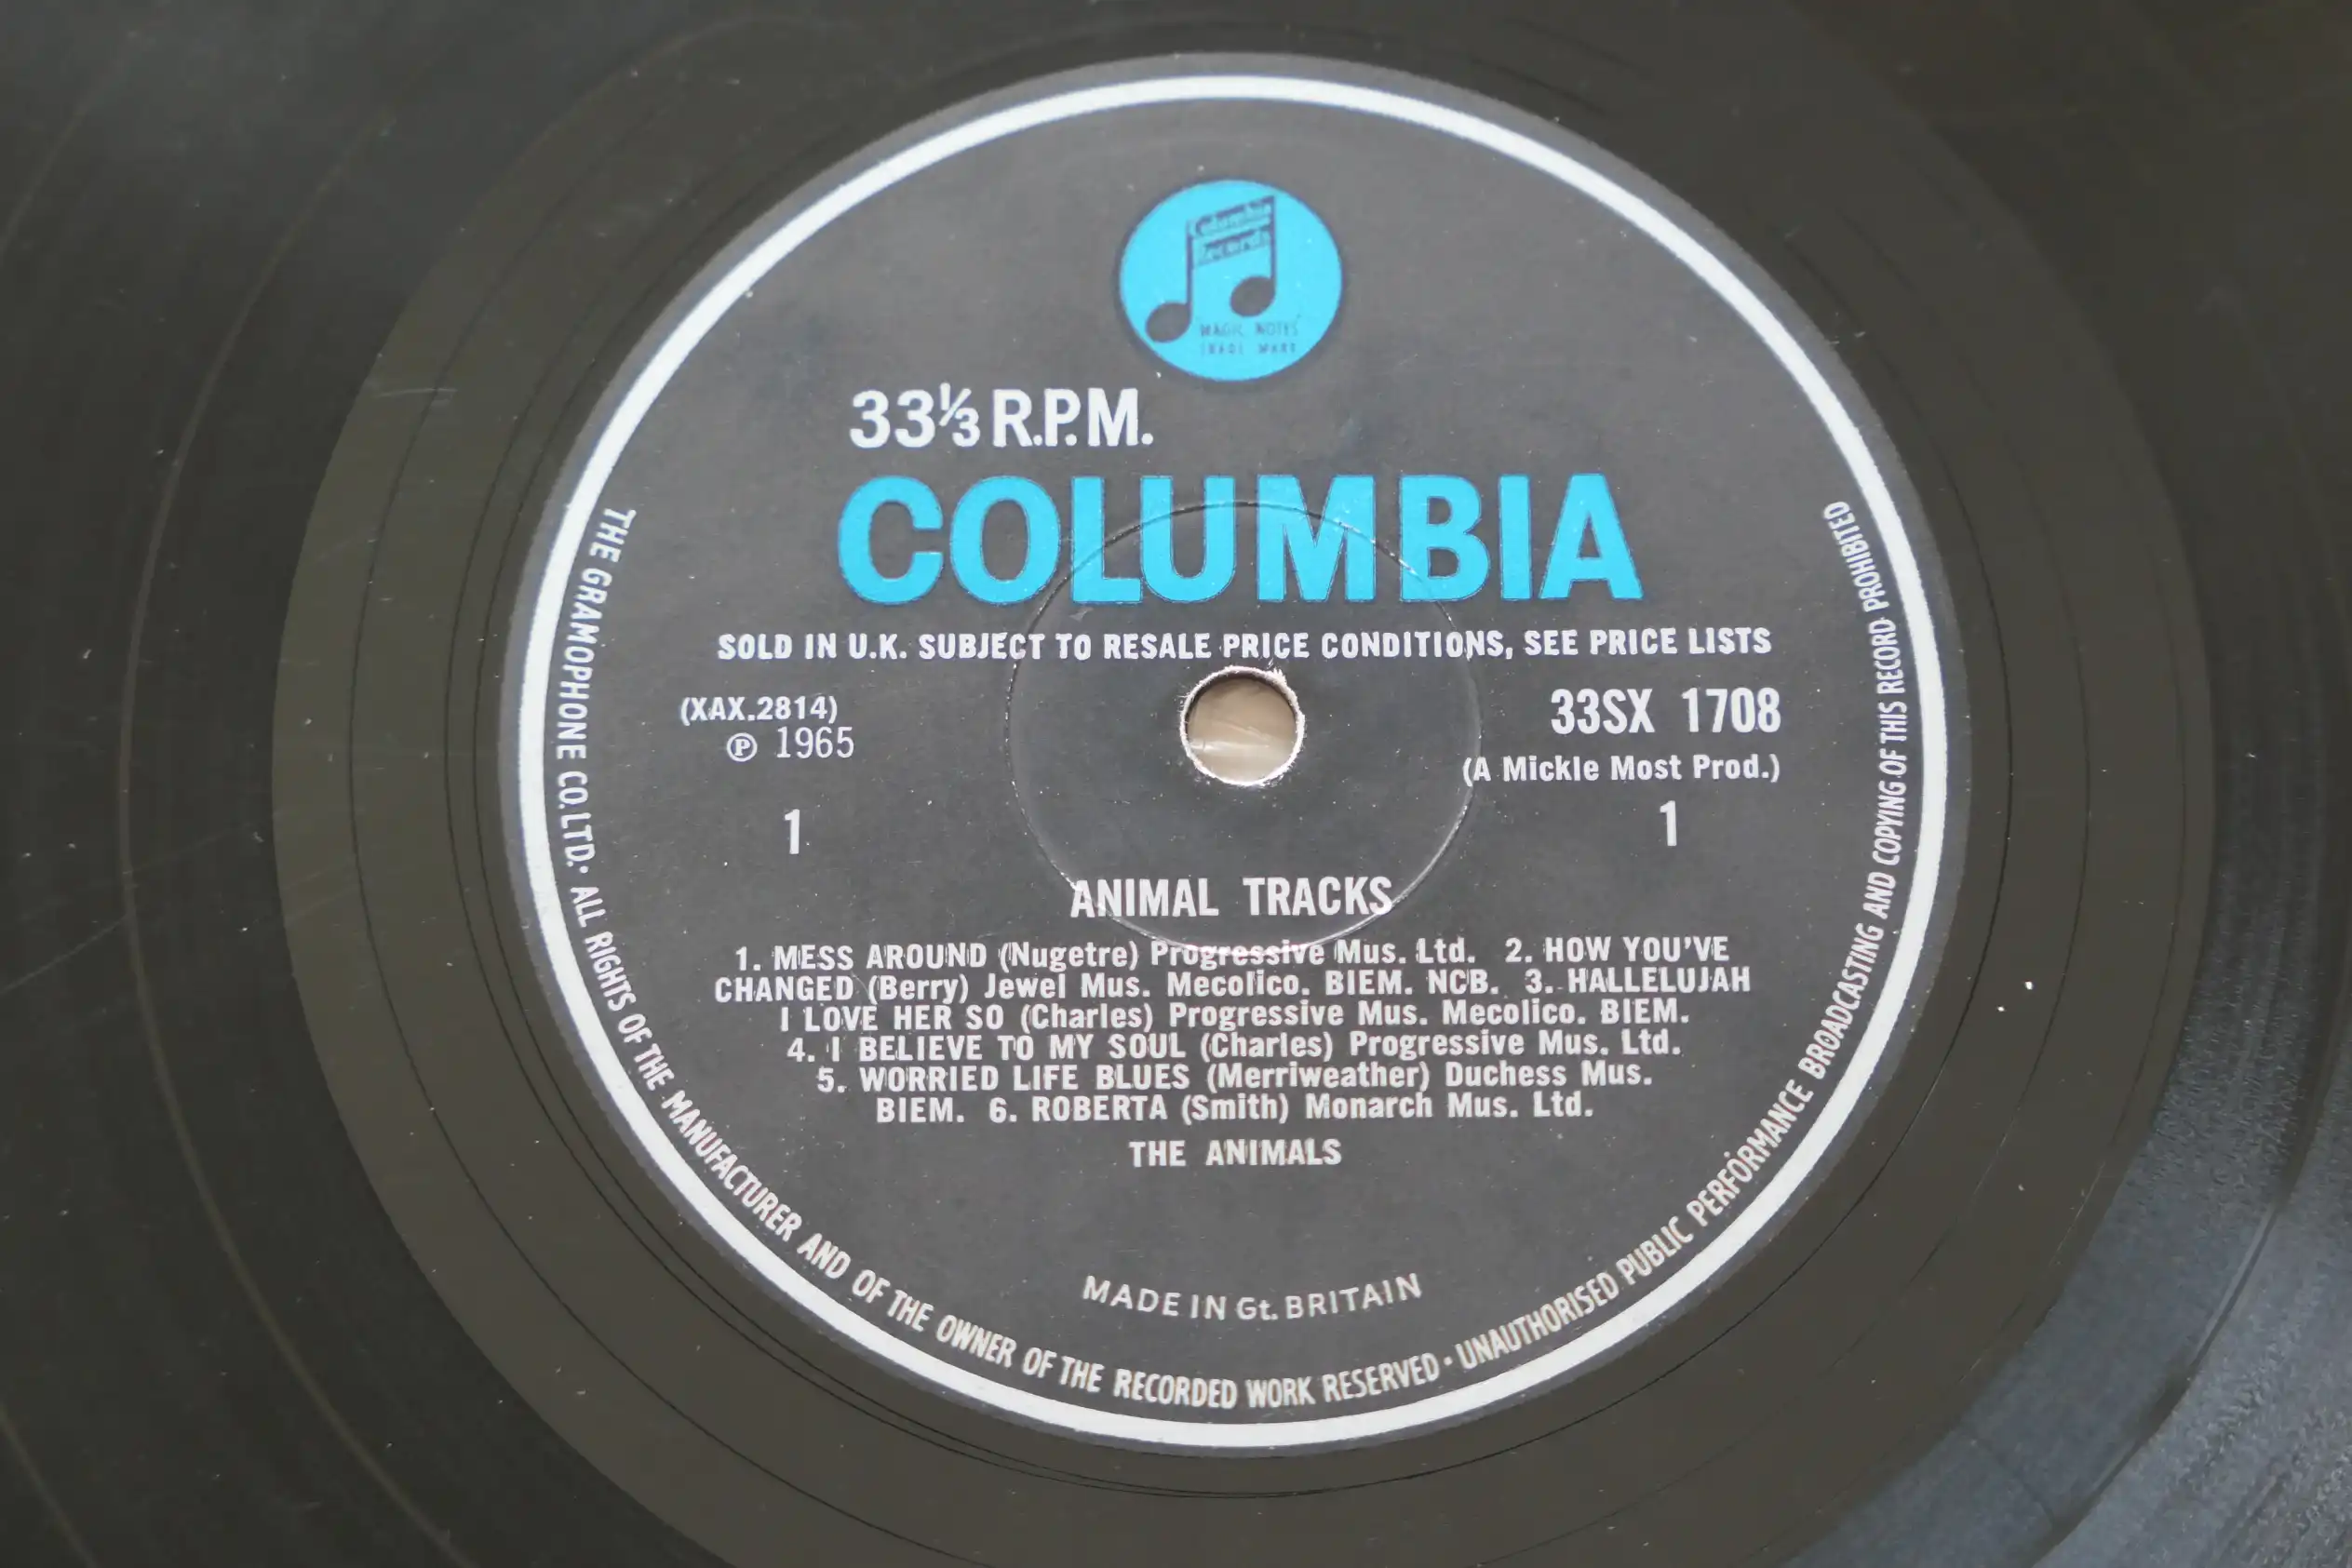 Columbia
Records
MAGIC NOTES
TRADE MARK
33⅓ R.P.M.
COLUMBIA
SOLD IN U.K. SUBJECT TO RESALE PRICE CONDITIONS, SEE PRICE LISTS
(XAX.2814)
℗ 1965
33SX 1708
(A Mickie Most Prod.)
1
1
ANIMAL TRACKS
1. MESS AROUND (Nugetre) Progressive Mus. Ltd. 2. HOW YOU'VE
CHANGED (Berry) Jewel Mus. Mecolico. BIEM. NCB. 3. HALLELUJAH
I LOVE HER SO (Charles) Progressive Mus. Mecolico. BIEM.
4. I BELIEVE TO MY SOUL (Charles) Progressive Mus. Ltd.
5. WORRIED LIFE BLUES (Merriweather) Duchess Mus.
BIEM. 6. ROBERTA (Smith) Monarch Mus. Ltd.
THE ANIMALS
MADE IN Gt. BRITAIN
THE GRAMOPHONE CO. LTD. • ALL RIGHTS OF THE MANUFACTURER AND OF THE OWNER OF THE RECORDED WORK RESERVED • UNAUTHORISED PUBLIC PERFORMANCE BROADCASTING AND COPYING OF THIS RECORD PROHIBITED